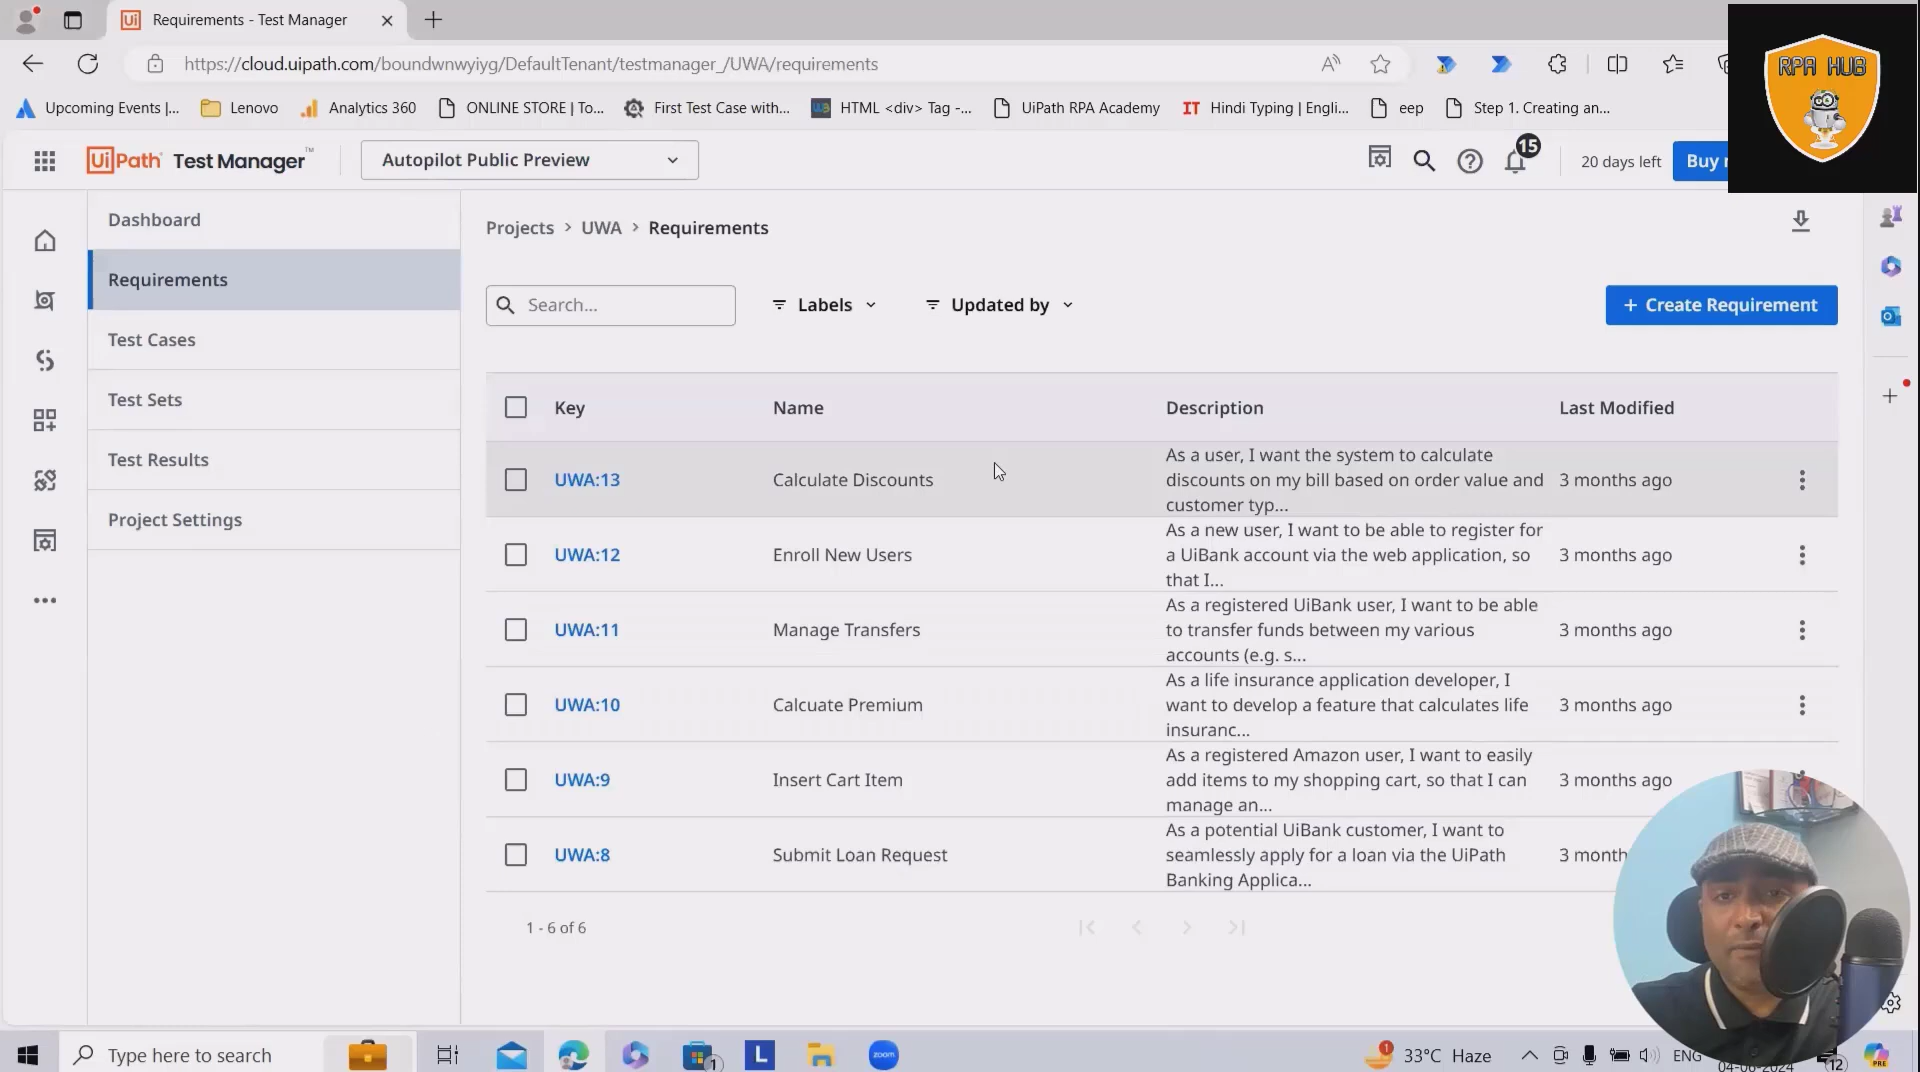 Requirements - Test Manager
https://cloud.uipath.com/boundwnwyiyg/DefaultTenant/testmanager_/UWA/requirements
Upcoming Events |...
Lenovo
Analytics 360
ONLINE STORE | To...
First Test Case with...
HTML <div> Tag -...
UiPath RPA Academy
IT
Hindi Typing | Engli...
eep
Step 1. Creating an...
RPA HUB
UiPath Test Manager™
Autopilot Public Preview
15
20 days left
Buy
Dashboard
Requirements
Test Cases
Test Sets
Test Results
Project Settings
Projects > UWA > Requirements
Search...
Labels
Updated by
+ Create Requirement
Key
Name
Description
Last Modified
UWA:13
Calculate Discounts
As a user, I want the system to calculate
discounts on my bill based on order value and
customer typ...
3 months ago
UWA:12
Enroll New Users
As a new user, I want to be able to register for
a UiBank account via the web application, so
that I...
3 months ago
UWA:11
Manage Transfers
As a registered UiBank user, I want to be able
to transfer funds between my various
accounts (e.g. s...
3 months ago
UWA:10
Calcuate Premium
As a life insurance application developer, I
want to develop a feature that calculates life
insuranc...
3 months ago
UWA:9
Insert Cart Item
As a registered Amazon user, I want to easily
add items to my shopping cart, so that I can
manage an...
3 months ago
UWA:8
Submit Loan Request
As a potential UiBank customer, I want to
seamlessly apply for a loan via the UiPath
Banking Applica...
3 month
1 - 6 of 6
Type here to search
1
L
zoom
1
33°C Haze
ENG
04-06-2024
12
PRE